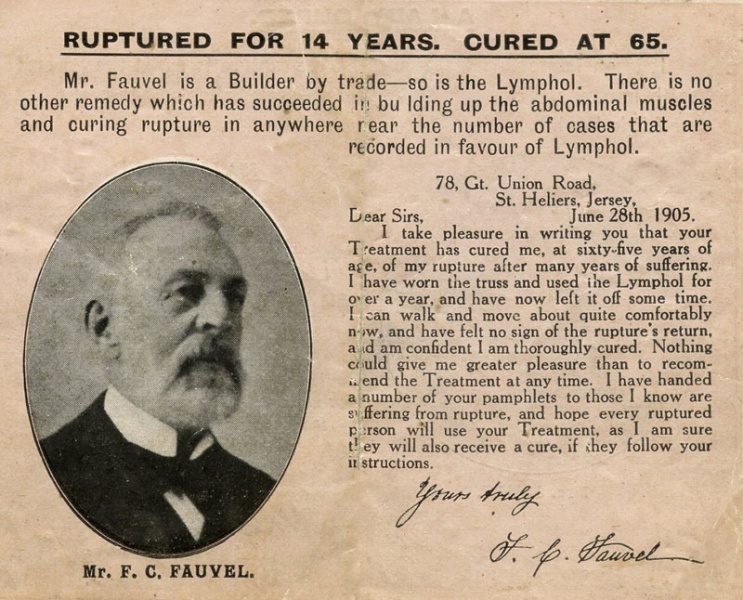 RUPTURED FOR 14 YEARS. CURED AT 65.
Mr. Fauvel is a Builder by trade—so is the Lymphol. There is no
other remedy which has succeeded in bu lding up the abdominal muscles
and curing rupture in anywhere near the number of cases that are
recorded in favour of Lymphol.
78, Gt. Union Road,
St. Heliers, Jersey,
Dear Sirs, June 28th 1905.
I take pleasure in writing you that your
Treatment has cured me, at sixty-five years of
age, of my rupture after many years of suffering.
I have worn the truss and used the Lymphol for
over a year, and have now left it off some time.
I can walk and move about quite comfortably
now, and have felt no sign of the rupture's return,
and am confident I am thoroughly cured. Nothing
could give me greater pleasure than to recom-
mend the Treatment at any time. I have handed
a number of your pamphlets to those I know are
suffering from rupture, and hope every ruptured
person will use your Treatment, as I am sure
they will also receive a cure, if they follow your
instructions.
Yours truly
F. C. Fauvel
Mr. F. C. FAUVEL.